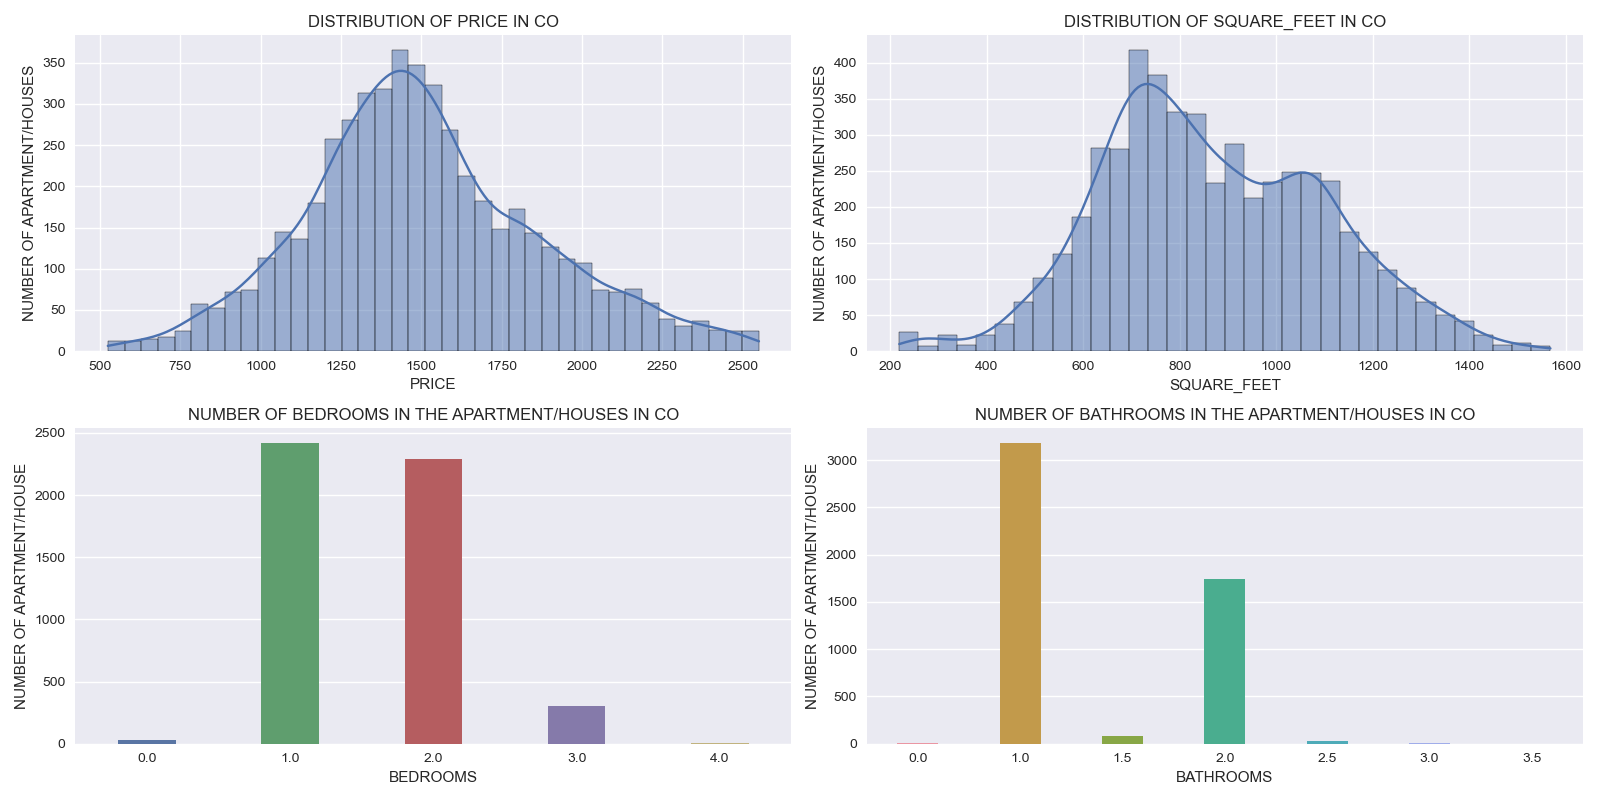 DISTRIBUTION OF PRICE IN CO
NUMBER OF APARTMENT/HOUSES
350
300
250
200
150
100
50
0
500 750 1000 1250 1500 1750 2000 2250 2500
PRICE
DISTRIBUTION OF SQUARE_FEET IN CO
NUMBER OF APARTMENT/HOUSES
400
350
300
250
200
150
100
50
0
200 400 600 800 1000 1200 1400 1600
SQUARE_FEET
NUMBER OF BEDROOMS IN THE APARTMENT/HOUSES IN CO
NUMBER OF APARTMENT/HOUSE
2500
2000
1500
1000
500
0
0.0 1.0 2.0 3.0 4.0
BEDROOMS
NUMBER OF BATHROOMS IN THE APARTMENT/HOUSES IN CO
NUMBER OF APARTMENT/HOUSE
3000
2500
2000
1500
1000
500
0
0.0 1.0 1.5 2.0 2.5 3.0 3.5
BATHROOMS